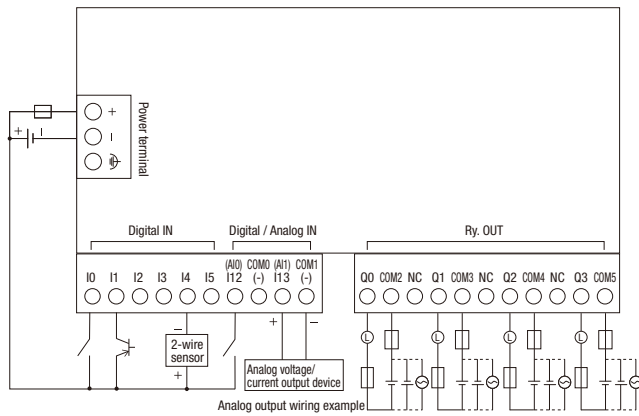 +
−
Power terminal
+ −
Digital IN
Digital / Analog IN
Ry. OUT
(AI0) COM0 (AI1) COM1
I0 I1 I2 I3 I4 I5 I12 (-) I13 (-)
Q0 COM2 NC Q1 COM3 NC Q2 COM4 NC Q3 COM5
− 
2-wire
sensor
+
+ −
Analog voltage/
current output device
L L L L
Analog output wiring example